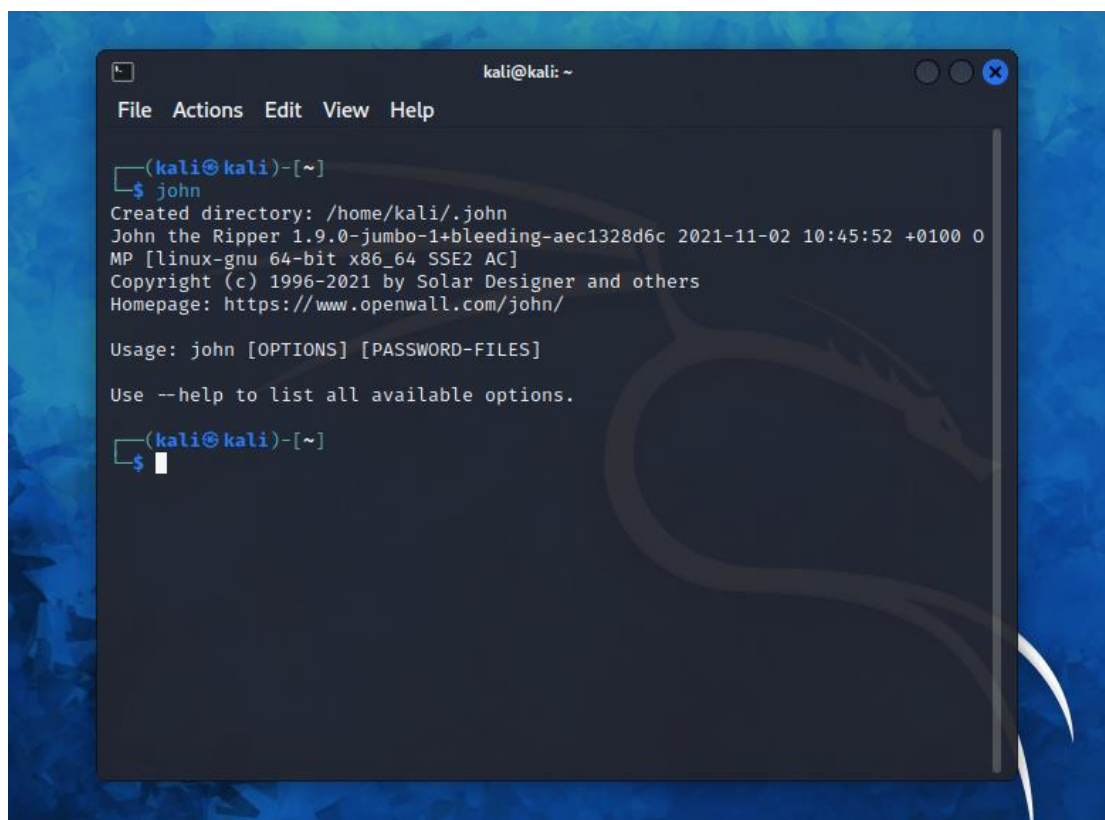 kali@kali: ~
File Actions Edit View Help
┌──(kali㉿kali)-[~]
└─$ john
Created directory: /home/kali/.john
John the Ripper 1.9.0-jumbo-1+bleeding-aec1328d6c 2021-11-02 10:45:52 +0100 O
MP [linux-gnu 64-bit x86_64 SSE2 AC]
Copyright (c) 1996-2021 by Solar Designer and others
Homepage: https://www.openwall.com/john/
Usage: john [OPTIONS] [PASSWORD-FILES]
Use --help to list all available options.
┌──(kali㉿kali)-[~]
└─$